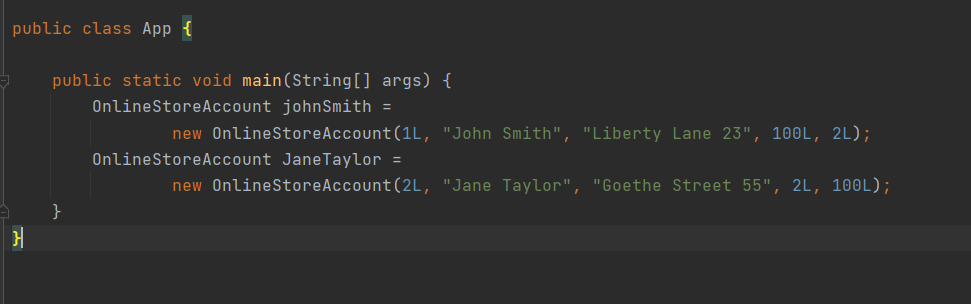 public class App {
public static void main(String[] args) {
OnlineStoreAccount johnSmith =
new OnlineStoreAccount(1L, "John Smith", "Liberty Lane 23", 100L, 2L);
OnlineStoreAccount JaneTaylor =
new OnlineStoreAccount(2L, "Jane Taylor", "Goethe Street 55", 2L, 100L);
}
}